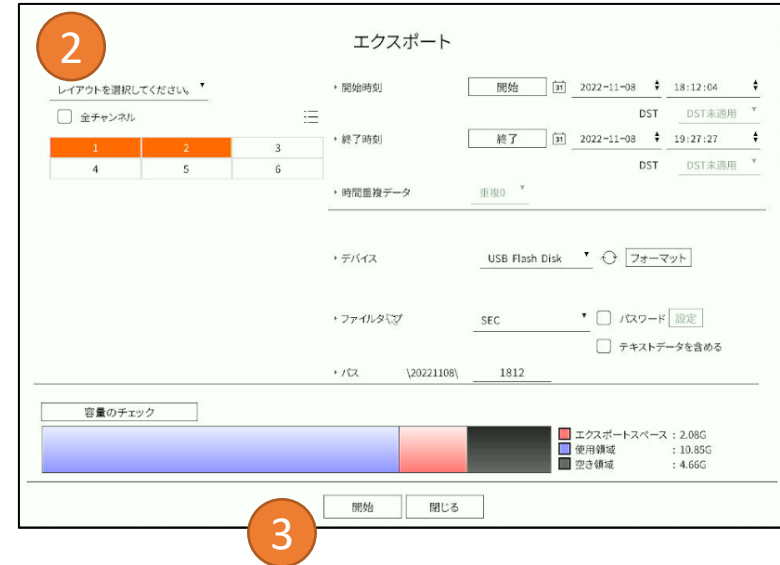 2
エクスポート
レイアウトを選択してください。
全チャンネル
1 2 3
4 5 6
開始時刻 開始 31 2022-11-08 18:12:04
DST DST未適用
終了時刻 終了 31 2022-11-08 19:27:27
DST DST未適用
時間重複データ 重複0
デバイス USB Flash Disk フォーマット
ファイルタイプ SEC パスワード 設定
テキストデータを含める
パス \20221108\ 1812
容量のチェック
エクスポートスペース : 2.08G
使用領域 : 10.85G
空き領域 : 4.66G
開始 閉じる
3